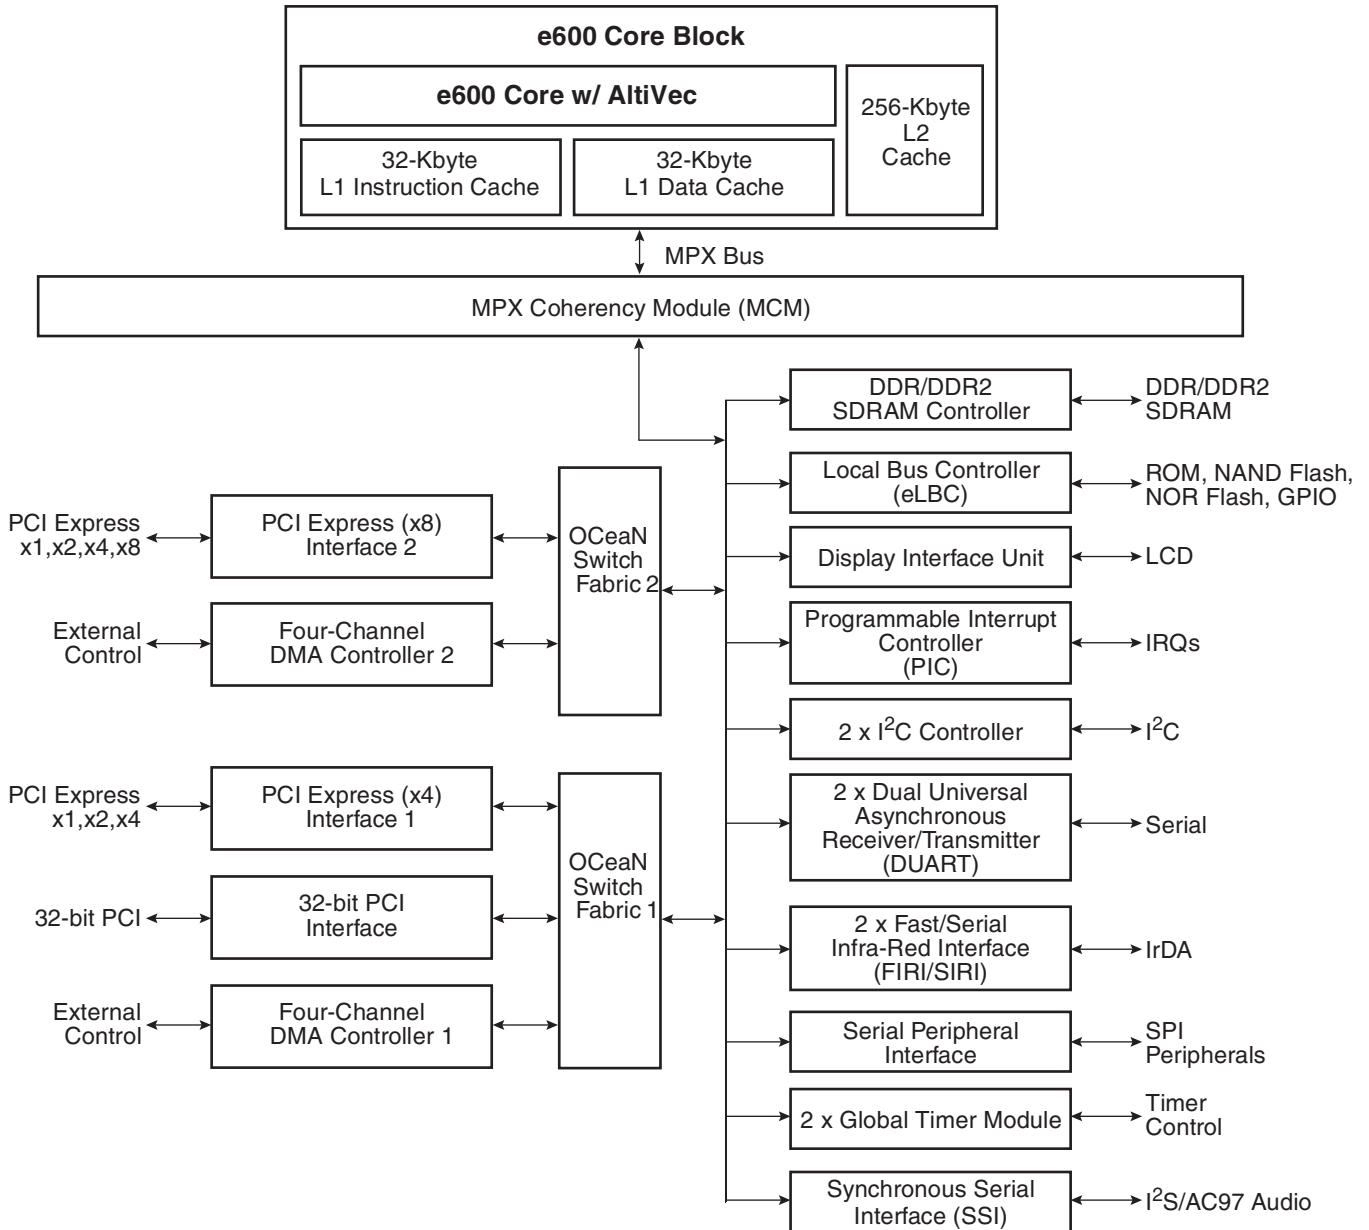 e600 Core Block
e600 Core w/ AltiVec
256-Kbyte
L2
Cache
32-Kbyte
L1 Instruction Cache
32-Kbyte
L1 Data Cache
MPX Bus
MPX Coherency Module (MCM)
DDR/DDR2
SDRAM Controller
DDR/DDR2
SDRAM
Local Bus Controller
(eLBC)
ROM, NAND Flash,
NOR Flash, GPIO
PCI Express
x1,x2,x4,x8
PCI Express (x8)
Interface 2
OCeaN
Switch
Fabric 2
Display Interface Unit
LCD
External
Control
Four-Channel
DMA Controller 2
Programmable Interrupt
Controller
(PIC)
IRQs
2 x I²C Controller
I²C
PCI Express
x1,x2,x4
PCI Express (x4)
Interface 1
OCeaN
Switch
Fabric 1
2 x Dual Universal
Asynchronous
Receiver/Transmitter
(DUART)
Serial
32-bit PCI
32-bit PCI
Interface
2 x Fast/Serial
Infra-Red Interface
(FIRI/SIRI)
IrDA
External
Control
Four-Channel
DMA Controller 1
Serial Peripheral
Interface
SPI
Peripherals
2 x Global Timer Module
Timer
Control
Synchronous Serial
Interface (SSI)
I²S/AC97 Audio